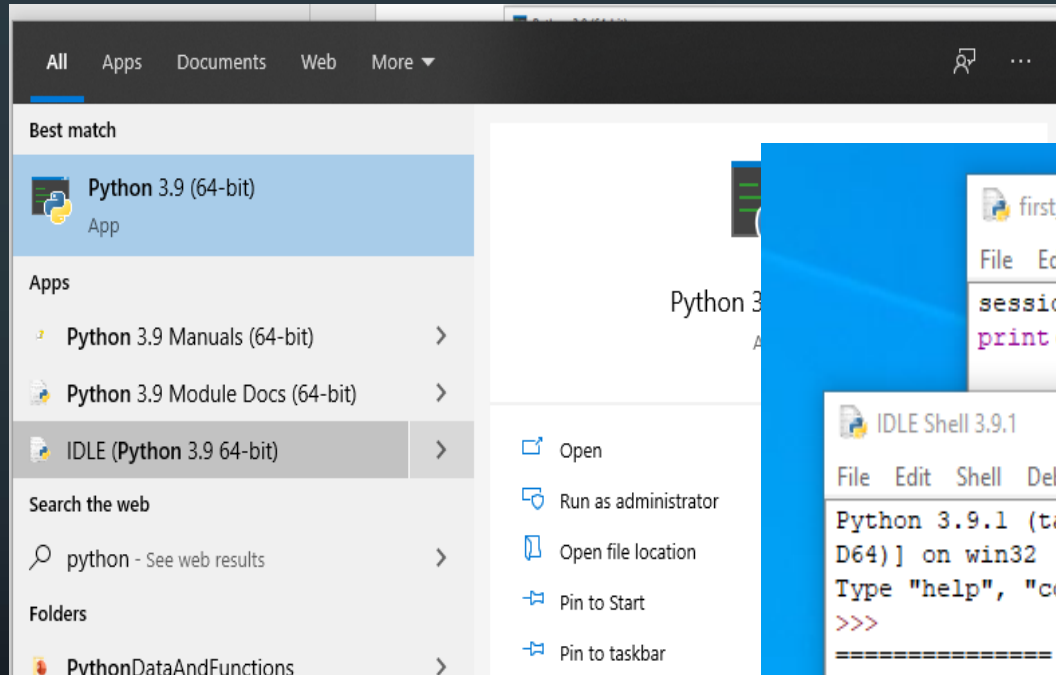 All Apps Documents Web More
Best match
Python 3.9 (64-bit)
App
Apps
Python 3.9 Manuals (64-bit)
Python 3.9 Module Docs (64-bit)
IDLE (Python 3.9 64-bit)
Search the web
python - See web results
Folders
PythonDataAndFunctions
Python 3
Open
Run as administrator
Open file location
Pin to Start
Pin to taskbar
first
File
print
IDLE Shell 3.9.1
File Edit Shell
Python 3.9.1
D64)] on win32
Type "help",
>>>
===============